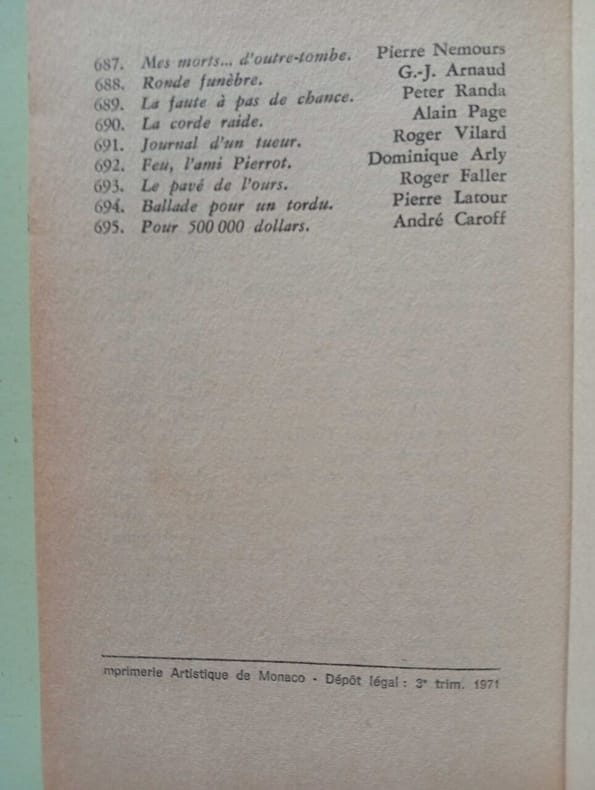 687. Mes morts... d'outre-tombe. Pierre Nemours
688. Ronde funèbre. G.-J. Arnaud
689. La faute à pas de chance. Peter Randa
690. La corde raide. Alain Page
691. Journal d'un tueur. Roger Vilard
692. Feu, l'ami Pierrot. Dominique Arly
693. Le pavé de l'ours. Roger Faller
694. Ballade pour un tordu. Pierre Latour
695. Pour 500 000 dollars. André Caroff
mprimerie Artistique de Monaco - Dépôt légal : 3e trim. 1971